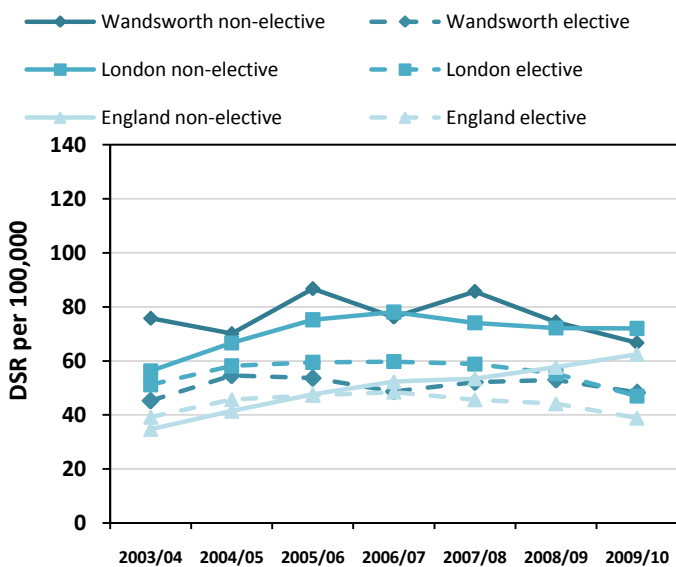 Wandsworth non-elective Wandsworth elective
London non-elective London elective
England non-elective England elective
140
120
100
80
60
40
20
0
DSR per 100,000
2003/04 2004/05 2005/06 2006/07 2007/08 2008/09 2009/10